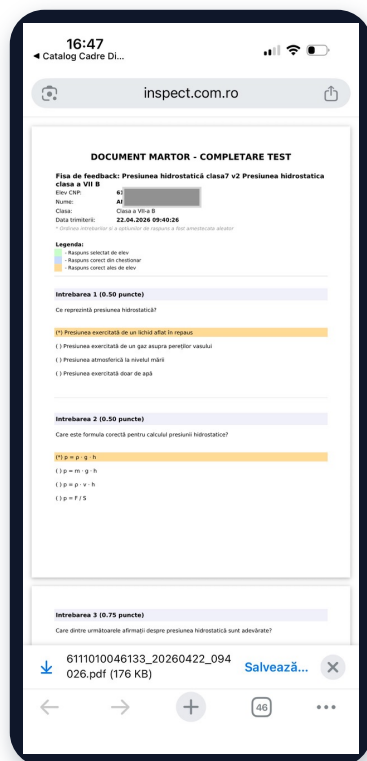 16:47
◀ Catalog Cadre Di...
inspect.com.ro
DOCUMENT MARTOR - COMPLETARE TEST
Fisa de feedback: Presiunea hidrostatică clasa7 v2 Presiunea hidrostatica
clasa a VII B
Elev CNP: 61
Nume:
Clasa: Clasa a VII-a B
Data trimiterii: 22.04.2026 09:40:26
* Ordinea intrebarilor si a optiunilor de raspuns a fost amestecata aleator
Legenda:
- Raspuns selectat de elev
- Raspuns corect din chestionar
- Raspuns corect ales de elev
Intrebarea 1 (0.50 puncte)
Ce reprezintă presiunea hidrostatică?
(*) Presiunea exercitată de un lichid aflat în repaus
( ) Presiunea exercitată de un gaz asupra pereților vasului
( ) Presiunea atmosferică la nivelul mării
( ) Presiunea exercitată doar de apă
Intrebarea 2 (0.50 puncte)
Care este formula corectă pentru calculul presiunii hidrostatice?
(*) p = ρ · g · h
( ) p = m · g · h
( ) p = ρ · v · h
( ) p = F / S
Intrebarea 3 (0.75 puncte)
Care dintre următoarele afirmații despre presiunea hidrostatică sunt adevărate?
6111010046133_20260422_094
026.pdf (176 KB)
Salvează...
46